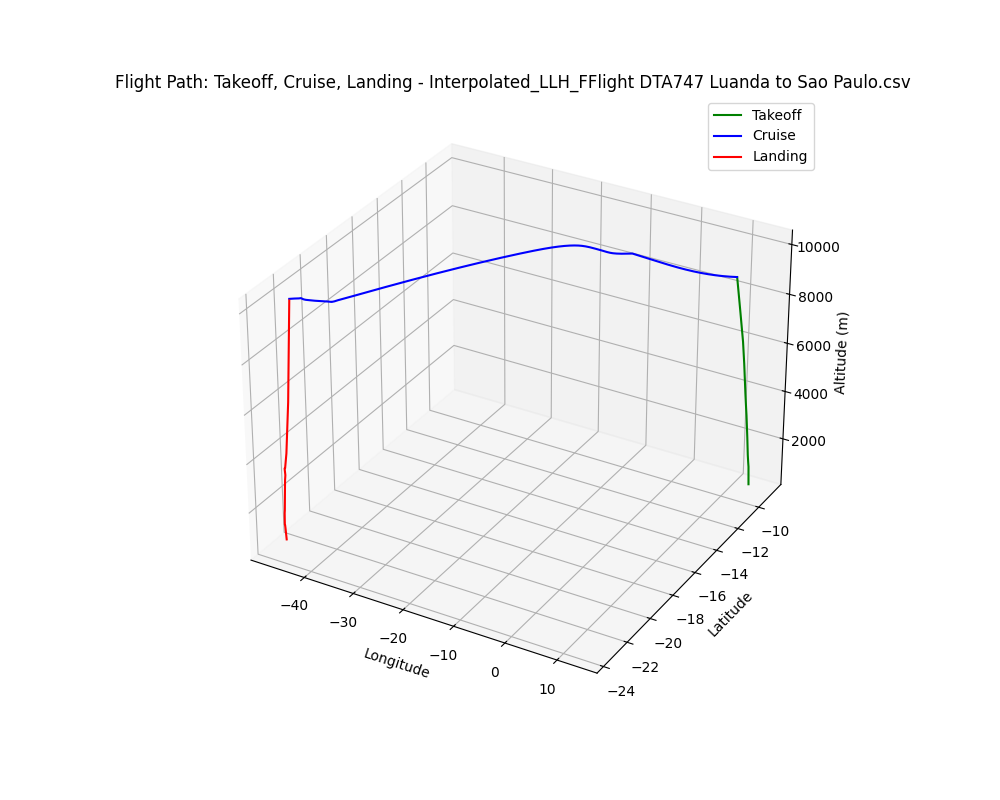 Flight Path: Takeoff, Cruise, Landing - Interpolated_LLH_FFlight DTA747 Luanda to Sao Paulo.csv
Takeoff
Cruise
Landing
10000
8000
6000
4000
2000
Altitude (m)
−10
−12
−14
−16
−18
−20
−22
−24
Latitude
−40
−30
−20
−10
0
10
Longitude